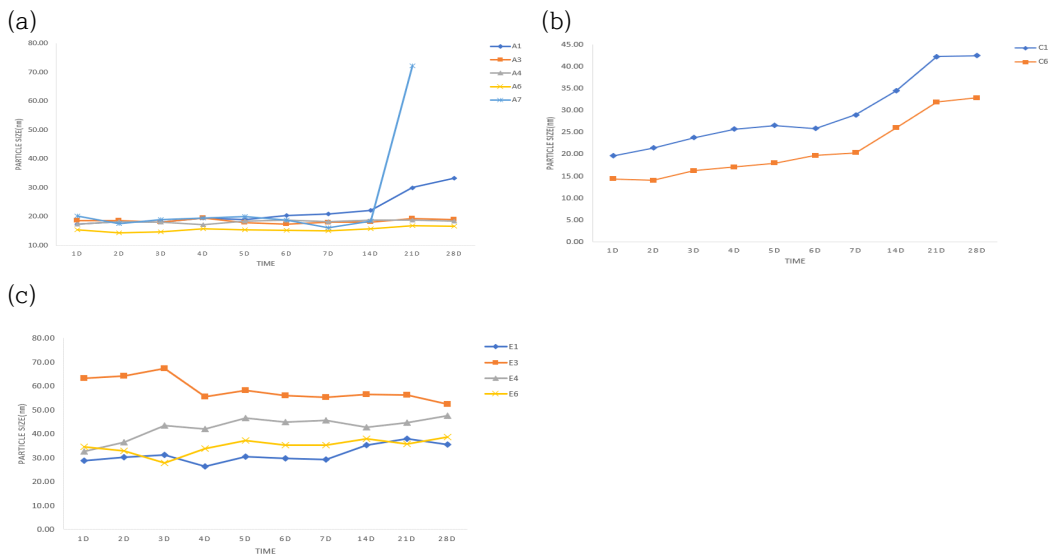 (a)
80.00
70.00
60.00
50.00
40.00
30.00
20.00
10.00
PARTICLE SIZE(nm)
1D 2D 3D 4D 5D 6D 7D 14D 21D 28D
TIME
A1
A3
A4
A6
A7
(b)
45.00
40.00
35.00
30.00
25.00
20.00
15.00
10.00
5.00
0.00
PARTICLE SIZE(nm)
1D 2D 3D 4D 5D 6D 7D 14D 21D 28D
TIME
C1
C6
(c)
80.00
70.00
60.00
50.00
40.00
30.00
20.00
10.00
0.00
PARTICLE SIZE(nm)
1D 2D 3D 4D 5D 6D 7D 14D 21D 28D
TIME
E1
E3
E4
E6